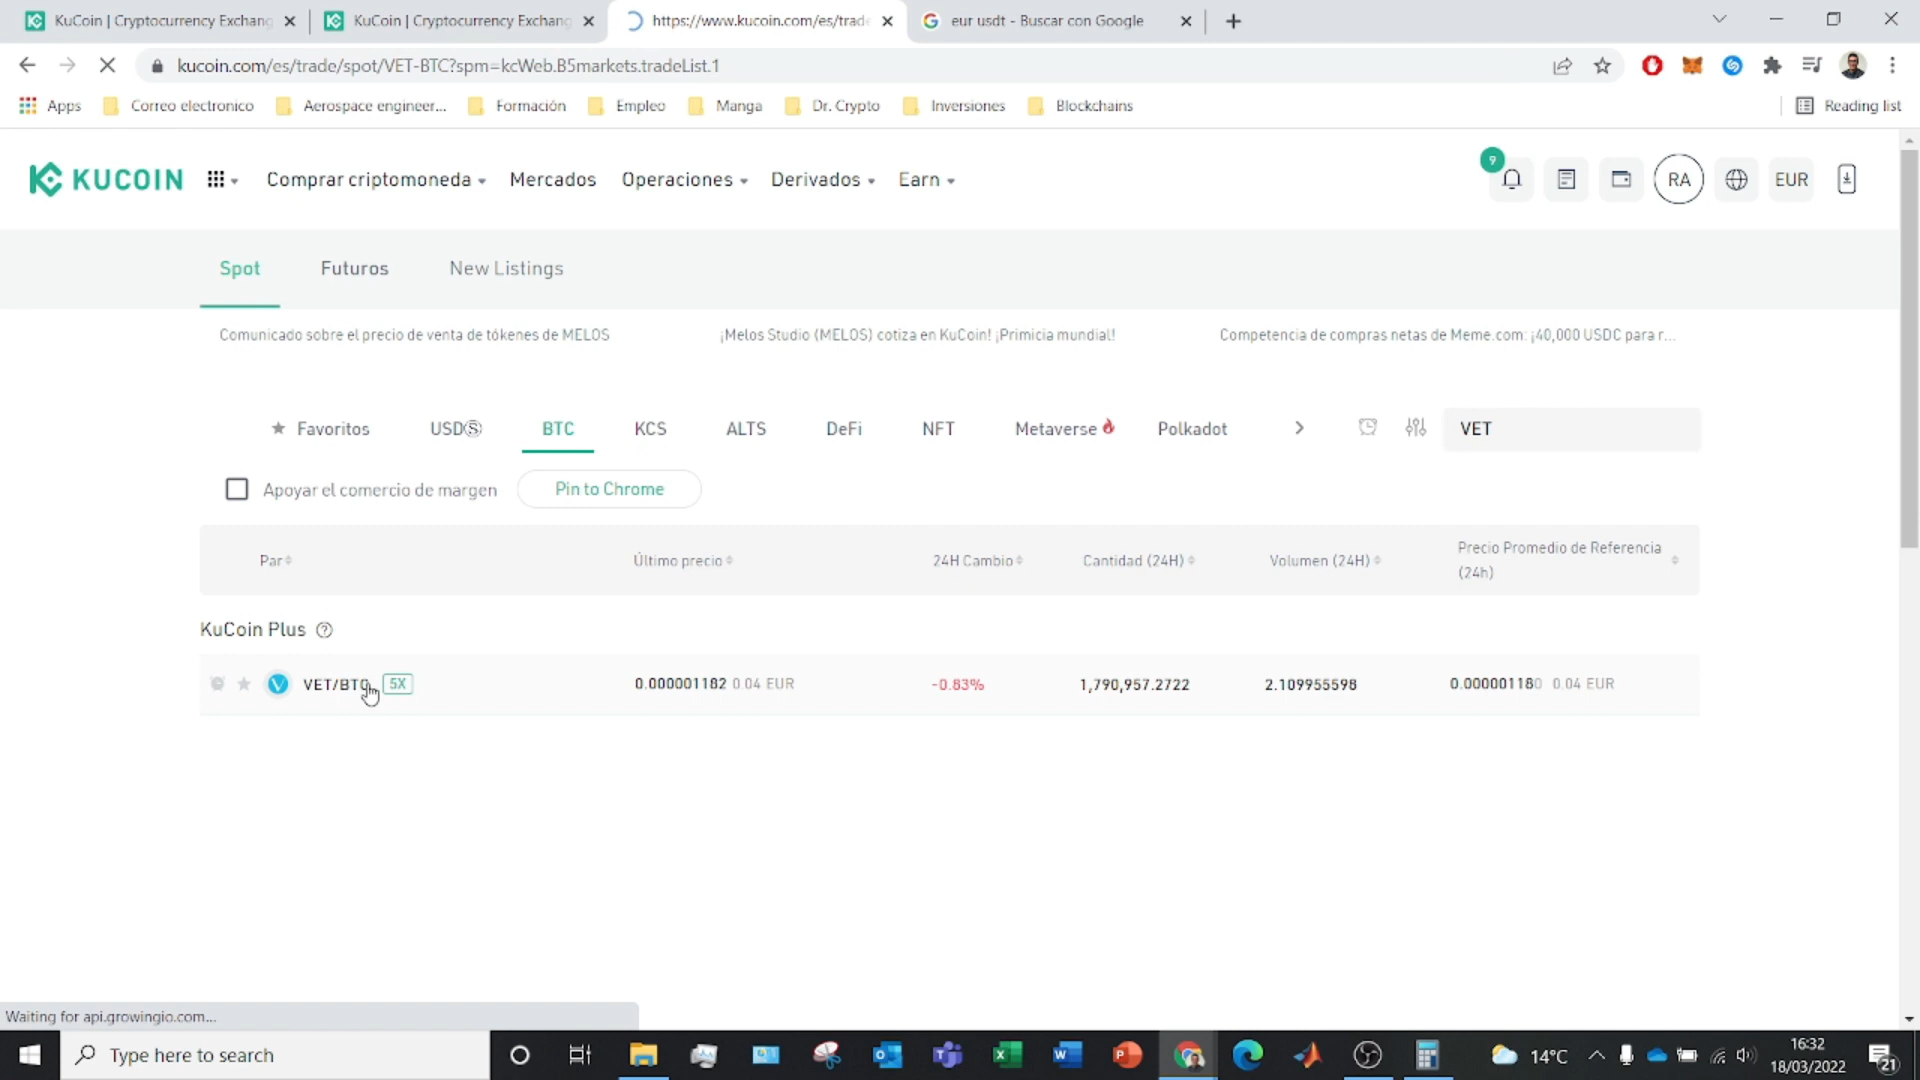 KuCoin | Cryptocurrency Exchang
KuCoin | Cryptocurrency Exchang
https://www.kucoin.com/es/trad
eur usdt - Buscar con Google
kucoin.com/es/trade/spot/VET-BTC?spm=kcWeb.B5markets.tradeList.1
Apps
Correo electronico
Aerospace engineer...
Formación
Empleo
Manga
Dr. Crypto
Inversiones
Blockchains
Reading list
KUCOIN
Comprar criptomoneda
Mercados
Operaciones
Derivados
Earn
9
RA
EUR
Spot
Futuros
New Listings
Comunicado sobre el precio de venta de tókenes de MELOS
¡Melos Studio (MELOS) cotiza en KuCoin! ¡Primicia mundial!
Competencia de compras netas de Meme.com: ¡40,000 USDC para r...
Favoritos
USDⓈ
BTC
KCS
ALTS
DeFi
NFT
Metaverse
Polkadot
VET
Apoyar el comercio de margen
Pin to Chrome
Par
Último precio
24H Cambio
Cantidad (24H)
Volumen (24H)
Precio Promedio de Referencia
(24h)
KuCoin Plus
VET/BTC 5X
0.000001182 0.04 EUR
-0.83%
1,790,957.2722
2.109955598
0.000001180 0.04 EUR
Waiting for api.growingio.com...
Type here to search
14°C
16:32
18/03/2022
21